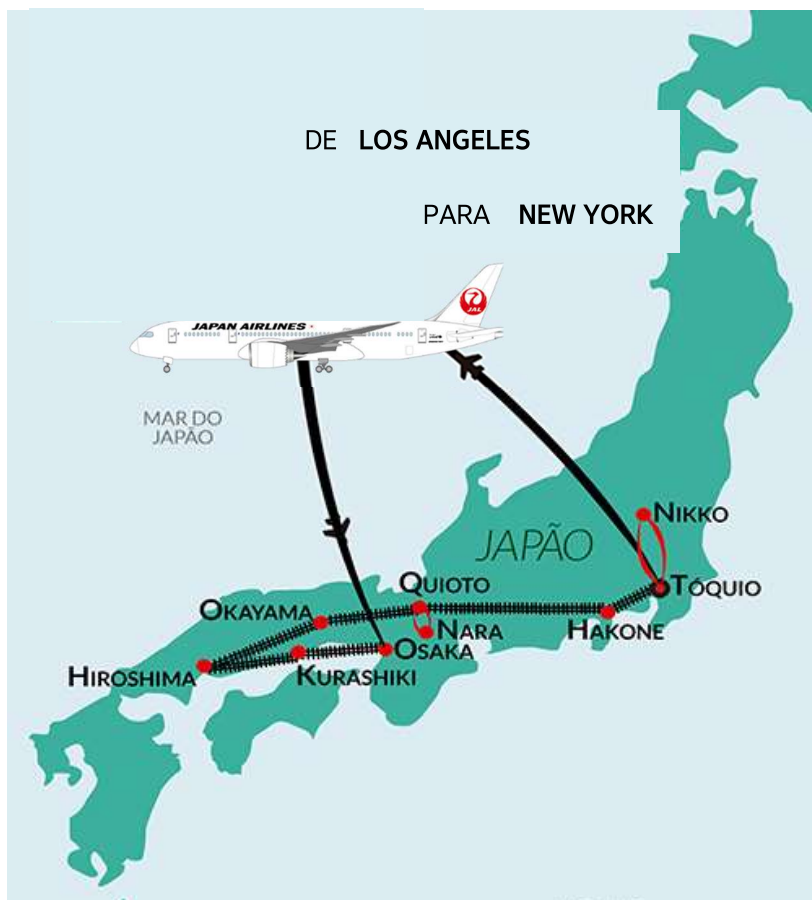 DE LOS ANGELES
PARA NEW YORK
JAL
JAPAN AIRLINES
MAR DO
JAPÃO
NIKKO
JAPÃO
TÓQUIO
QUIOTO
OKAYAMA
NARA
HAKONE
OSAKA
HIROSHIMA
KURASHIKI